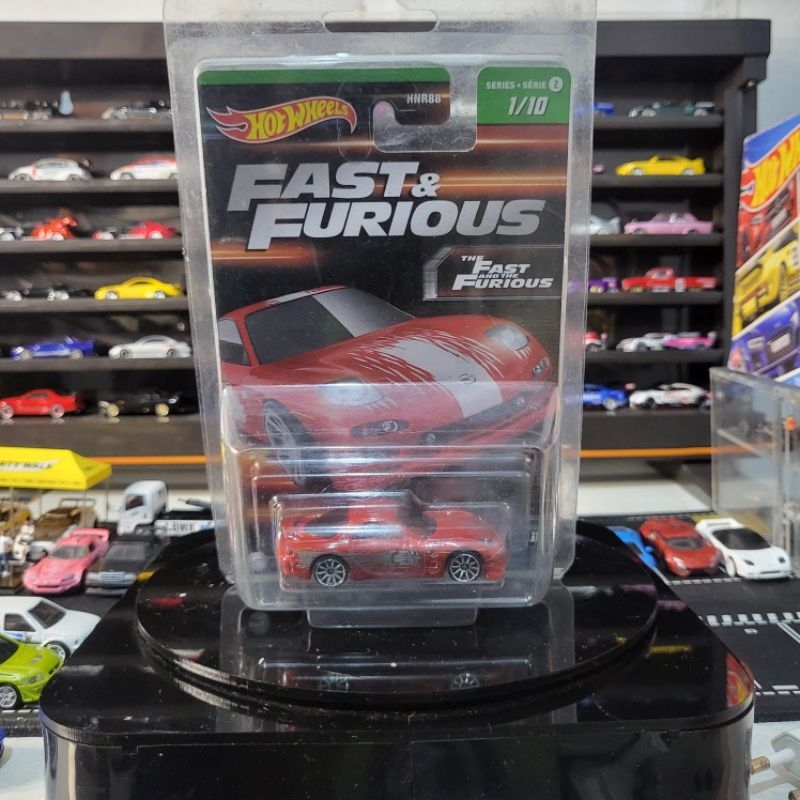 HOT WHEELS
HNR88
SERIES • SÉRIE 2
1/10
FAST &
FURIOUS
THE
FAST
AND THE
FURIOUS